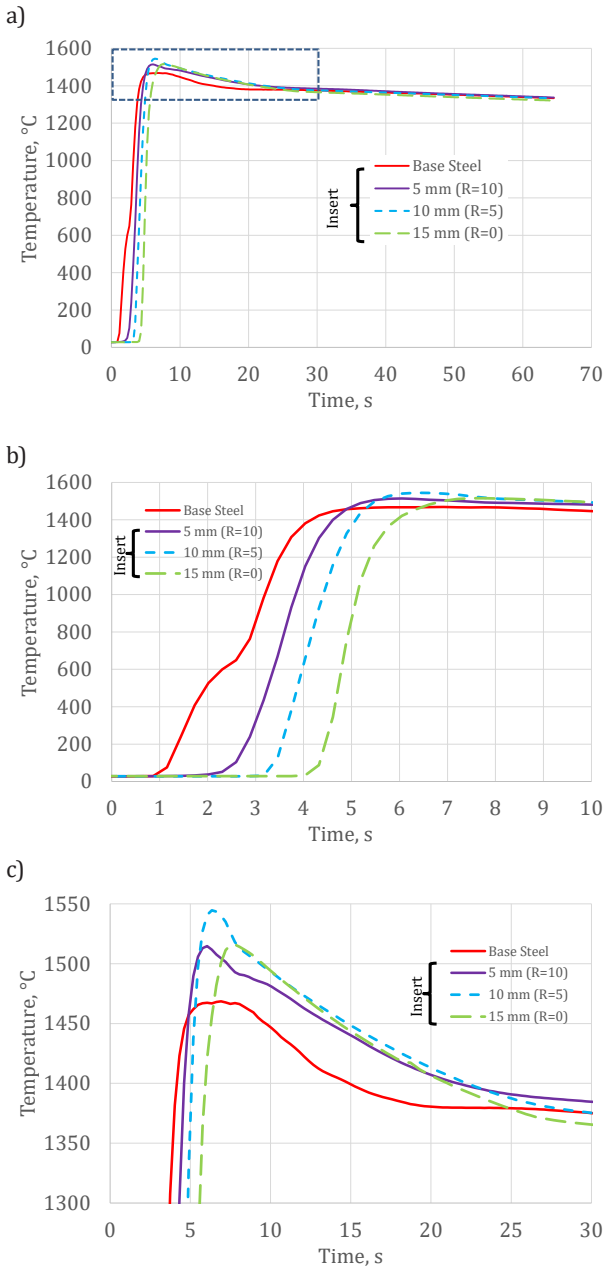 a)
1600
1400
1200
1000
800
600
400
200
0
Temperature, °C
0 10 20 30 40 50 60 70
Time, s
Insert
Base Steel
5 mm (R=10)
10 mm (R=5)
15 mm (R=0)
b)
1600
1400
1200
1000
800
600
400
200
0
Temperature, °C
0 1 2 3 4 5 6 7 8 9 10
Time, s
Insert
Base Steel
5 mm (R=10)
10 mm (R=5)
15 mm (R=0)
c)
1550
1500
1450
1400
1350
1300
Temperature, °C
0 5 10 15 20 25 30
Time, s
Insert
Base Steel
5 mm (R=10)
10 mm (R=5)
15 mm (R=0)